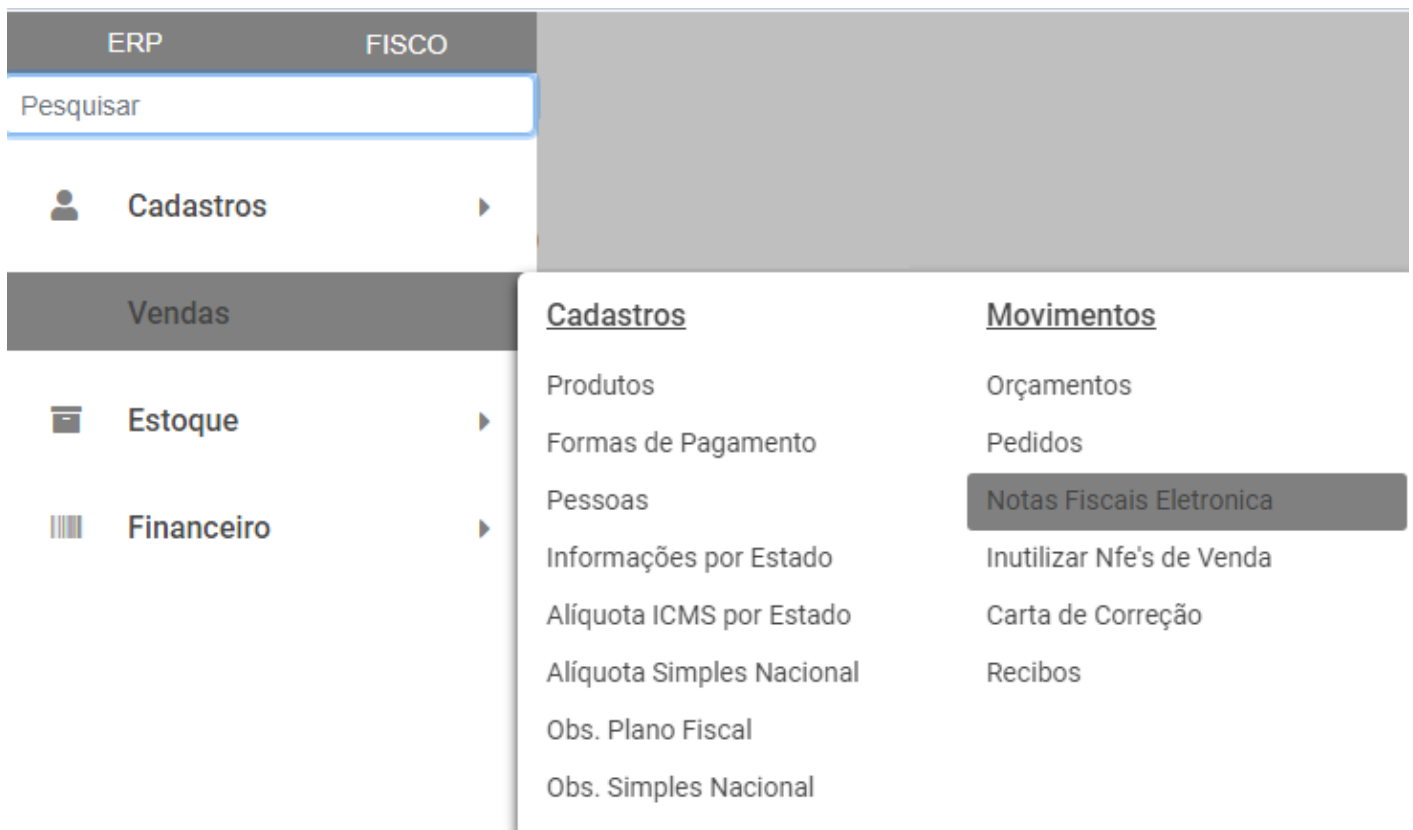 ERP FISCO
Pesquisar
Cadastros
Vendas
Estoque
Financeiro
Cadastros
Produtos
Formas de Pagamento
Pessoas
Informações por Estado
Alíquota ICMS por Estado
Alíquota Simples Nacional
Obs. Plano Fiscal
Obs. Simples Nacional
Movimentos
Orçamentos
Pedidos
Notas Fiscais Eletronica
Inutilizar Nfe's de Venda
Carta de Correção
Recibos